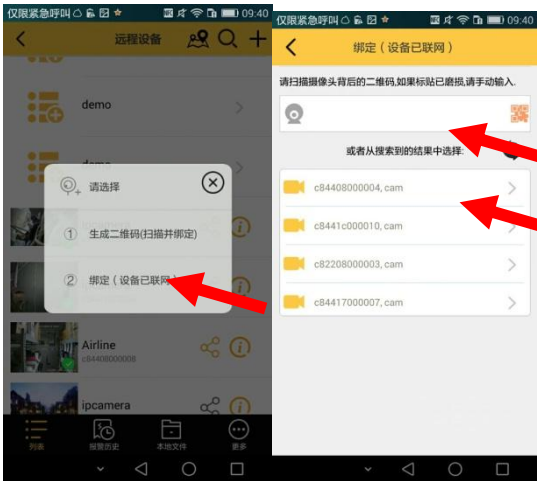 仅限紧急呼叫
09:40
远程设备
demo
请选择
① 生成二维码(扫描并绑定)
② 绑定（设备已联网）
Airline
c84408000008
ipcamera
列表
报警历史
本地文件
更多
仅限紧急呼叫
09:40
绑定（设备已联网）
请扫描摄像头背后的二维码,如果标贴已磨损,请手动输入.
或者从搜索到的结果中选择:
c84408000004, cam
c8441c000010, cam
c82208000003, cam
c84417000007, cam